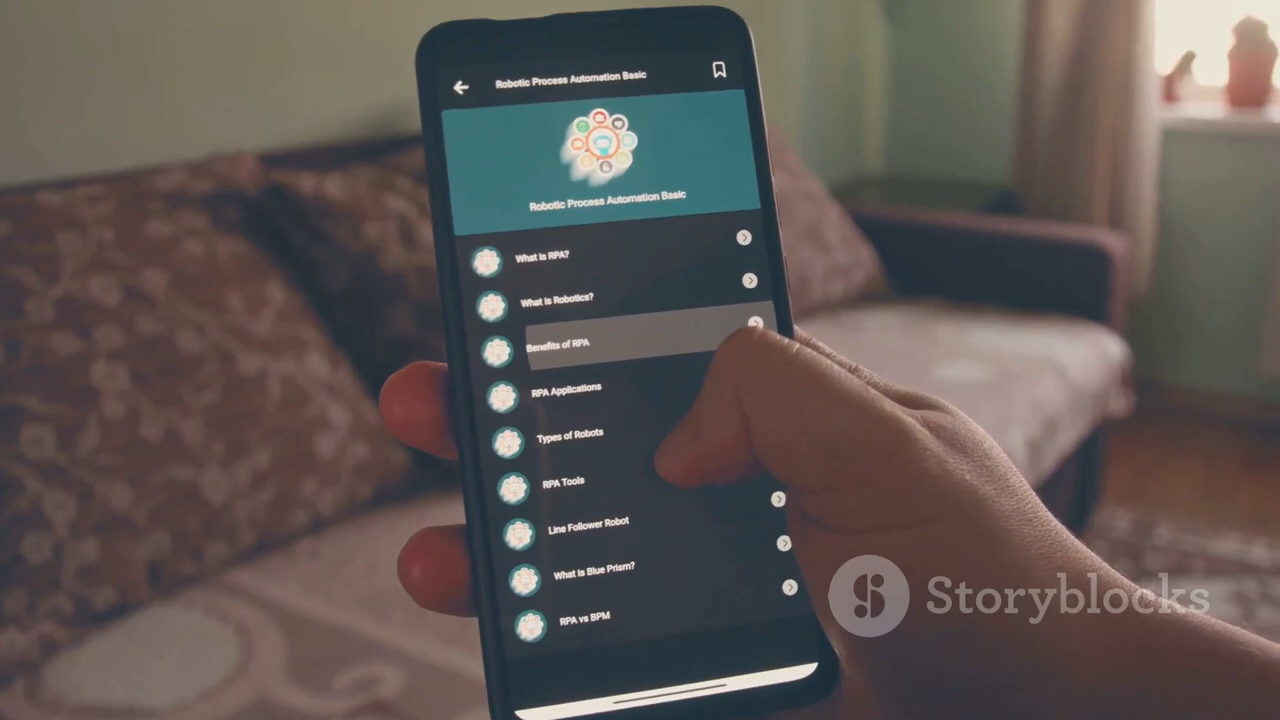 Robotic Process Automation Basic
Robotic Process Automation Basic
What is RPA?
What is Robotics?
Benefits of RPA
RPA Applications
Types of Robots
RPA Tools
Line Follower Robot
What is Blue Prism?
RPA vs BPM
Storyblocks